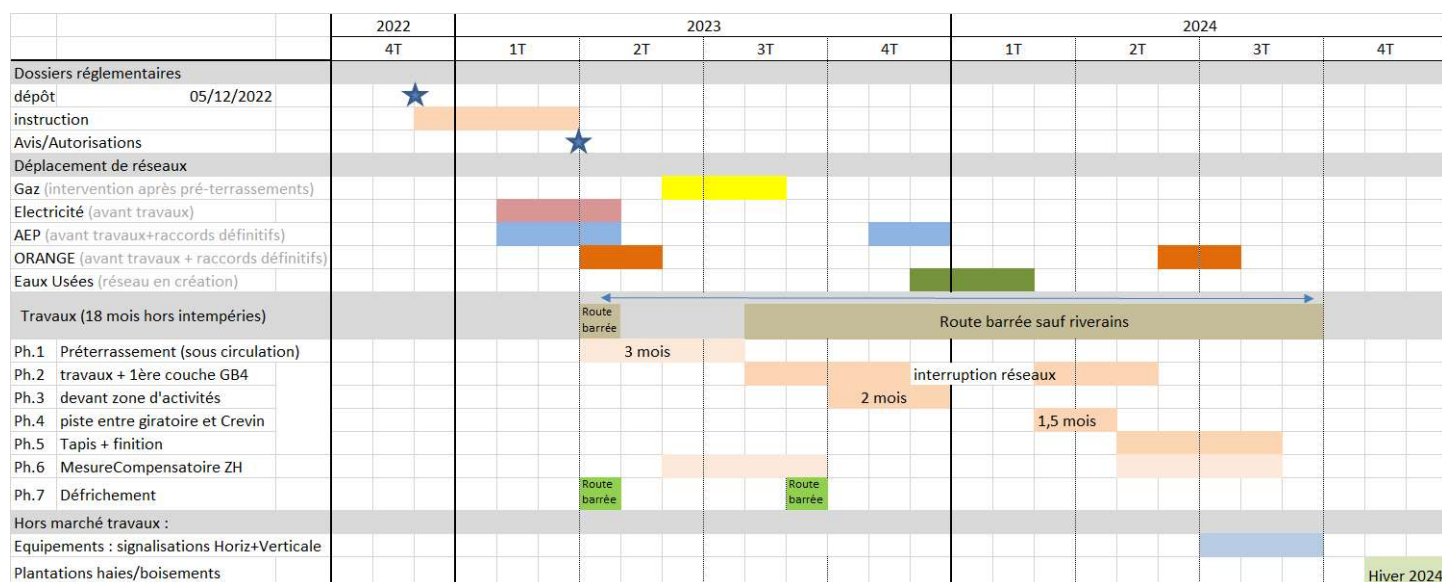 2022 2023 2024
4T 1T 2T 3T 4T 1T 2T 3T 4T
Dossiers réglementaires
dépôt 05/12/2022
instruction
Avis/Autorisations
Déplacement de réseaux
Gaz (intervention après pré-terrassements)
Electricité (avant travaux)
AEP (avant travaux+raccords définitifs)
ORANGE (avant travaux + raccords définitifs)
Eaux Usées (réseau en création)
Travaux (18 mois hors intempéries)
Route
barrée
Route barrée sauf riverains
Ph.1 Préterrassement (sous circulation) 3 mois
Ph.2 travaux + 1ère couche GB4 interruption réseaux
Ph.3 devant zone d'activités 2 mois
Ph.4 piste entre giratoire et Crevin 1,5 mois
Ph.5 Tapis + finition
Ph.6 MesureCompensatoire ZH
Ph.7 Défrichement
Route
barrée
Route
barrée
Hors marché travaux :
Equipements : signalisations Horiz+Verticale
Plantations haies/boisements Hiver 2024